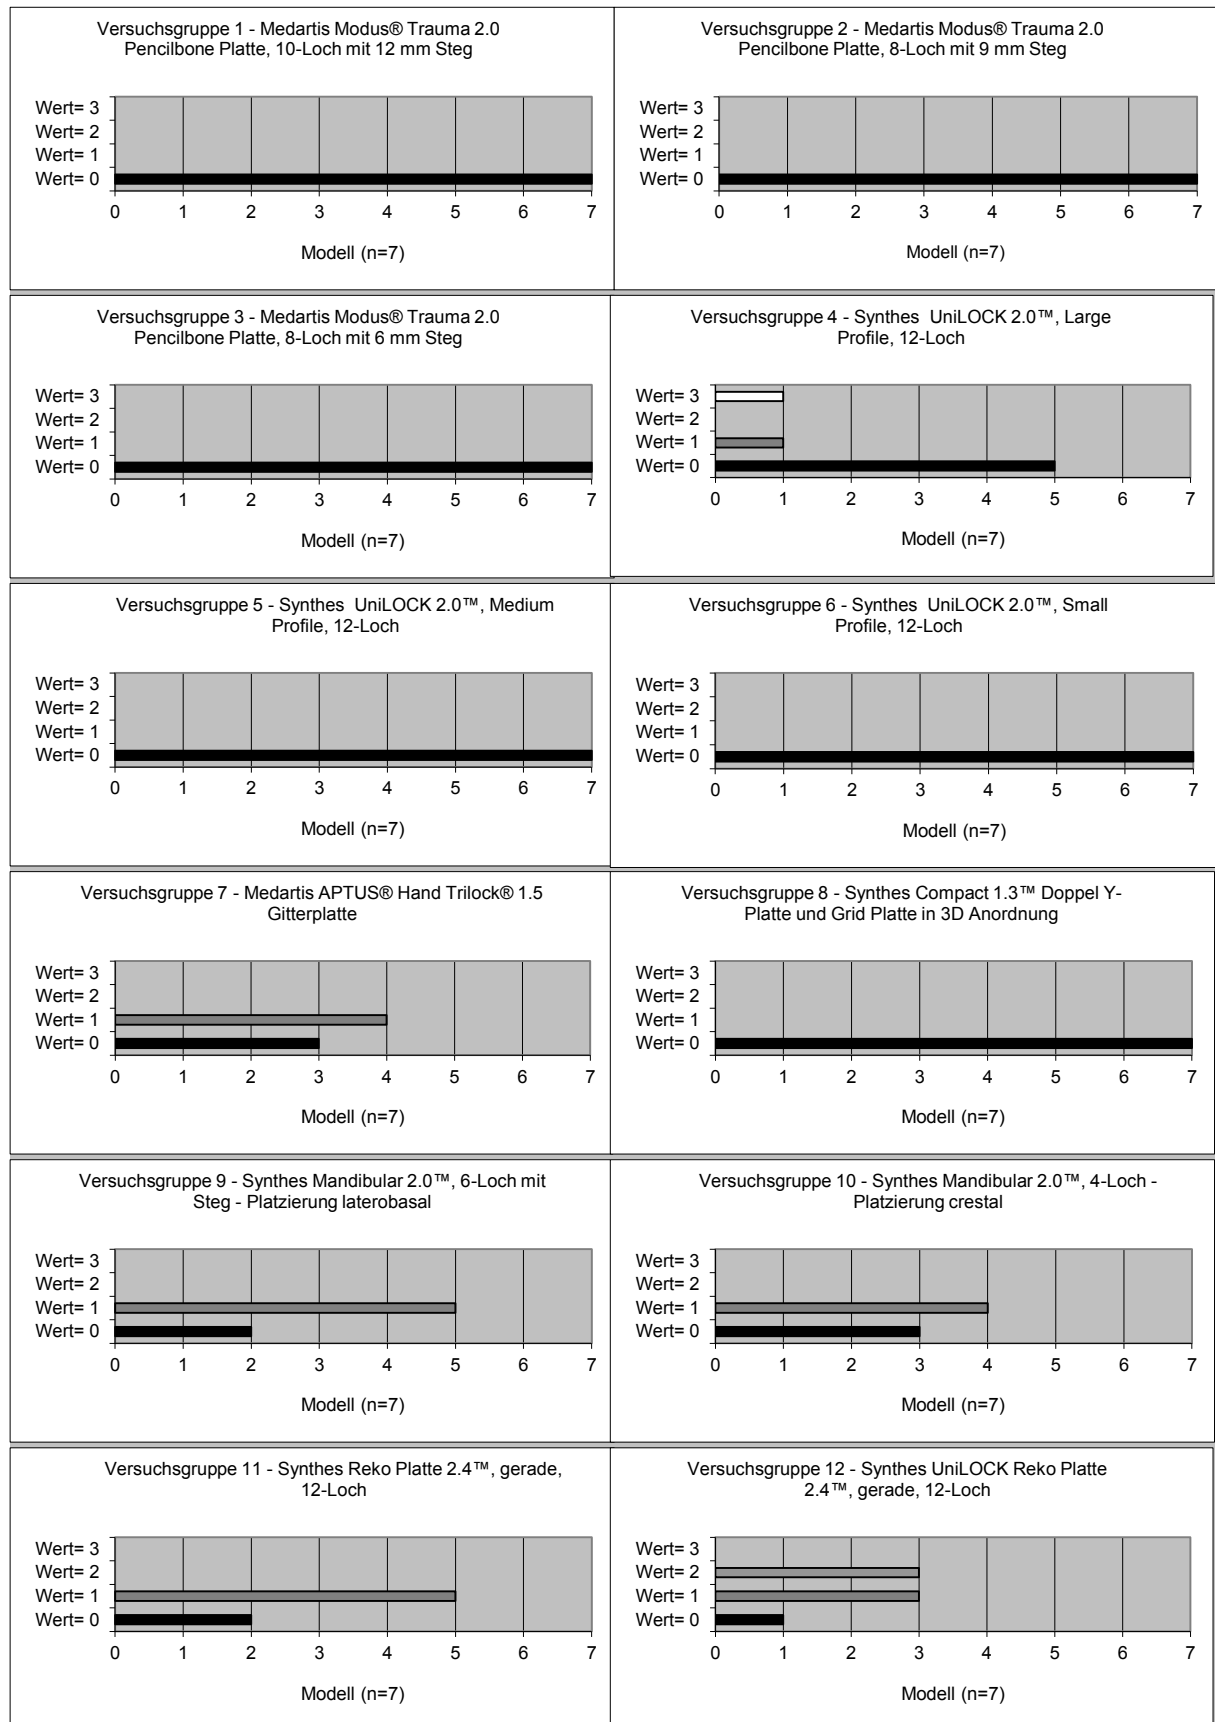 Versuchsgruppe 1 - Medartis Modus® Trauma 2.0
Pencilbone Platte, 10-Loch mit 12 mm Steg
Wert= 3
Wert= 2
Wert= 1
Wert= 0
0 1 2 3 4 5 6 7
Modell (n=7)
Versuchsgruppe 2 - Medartis Modus® Trauma 2.0
Pencilbone Platte, 8-Loch mit 9 mm Steg
Wert= 3
Wert= 2
Wert= 1
Wert= 0
0 1 2 3 4 5 6 7
Modell (n=7)
Versuchsgruppe 3 - Medartis Modus® Trauma 2.0
Pencilbone Platte, 8-Loch mit 6 mm Steg
Wert= 3
Wert= 2
Wert= 1
Wert= 0
0 1 2 3 4 5 6 7
Modell (n=7)
Versuchsgruppe 4 - Synthes UniLOCK 2.0™, Large
Profile, 12-Loch
Wert= 3
Wert= 2
Wert= 1
Wert= 0
0 1 2 3 4 5 6 7
Modell (n=7)
Versuchsgruppe 5 - Synthes UniLOCK 2.0™, Medium
Profile, 12-Loch
Wert= 3
Wert= 2
Wert= 1
Wert= 0
0 1 2 3 4 5 6 7
Modell (n=7)
Versuchsgruppe 6 - Synthes UniLOCK 2.0™, Small
Profile, 12-Loch
Wert= 3
Wert= 2
Wert= 1
Wert= 0
0 1 2 3 4 5 6 7
Modell (n=7)
Versuchsgruppe 7 - Medartis APTUS® Hand Trilock® 1.5
Gitterplatte
Wert= 3
Wert= 2
Wert= 1
Wert= 0
0 1 2 3 4 5 6 7
Modell (n=7)
Versuchsgruppe 8 - Synthes Compact 1.3™ Doppel Y-
Platte und Grid Platte in 3D Anordnung
Wert= 3
Wert= 2
Wert= 1
Wert= 0
0 1 2 3 4 5 6 7
Modell (n=7)
Versuchsgruppe 9 - Synthes Mandibular 2.0™, 6-Loch mit
Steg - Platzierung laterobasal
Wert= 3
Wert= 2
Wert= 1
Wert= 0
0 1 2 3 4 5 6 7
Modell (n=7)
Versuchsgruppe 10 - Synthes Mandibular 2.0™, 4-Loch -
Platzierung crestal
Wert= 3
Wert= 2
Wert= 1
Wert= 0
0 1 2 3 4 5 6 7
Modell (n=7)
Versuchsgruppe 11 - Synthes Reko Platte 2.4™, gerade,
12-Loch
Wert= 3
Wert= 2
Wert= 1
Wert= 0
0 1 2 3 4 5 6 7
Modell (n=7)
Versuchsgruppe 12 - Synthes UniLOCK Reko Platte
2.4™, gerade, 12-Loch
Wert= 3
Wert= 2
Wert= 1
Wert= 0
0 1 2 3 4 5 6 7
Modell (n=7)